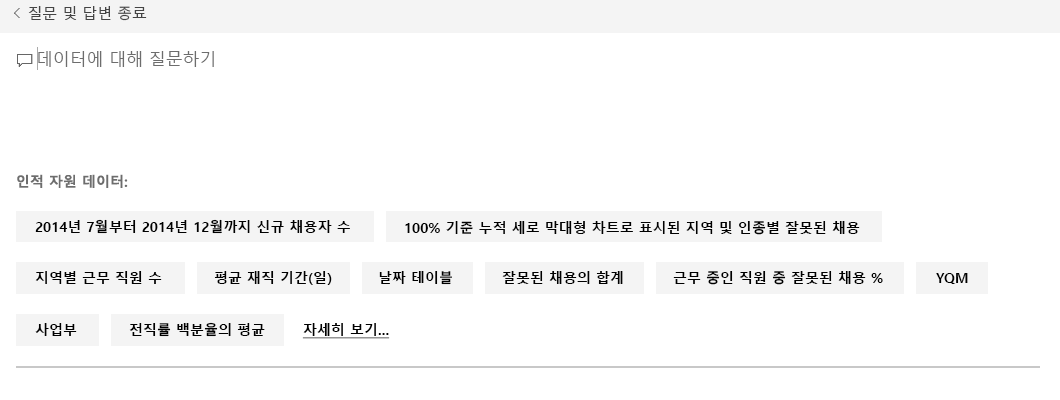 질문 및 답변 종료
데이터에 대해 질문하기
인적 자원 데이터:
2014년 7월부터 2014년 12월까지 신규 채용자 수 100% 기준 누적 세로 막대형 차트로 표시된 지역 및 인종별 잘못된 채용
지역별 근무 직원 수 평균 재직 기간(일) 날짜 테이블 잘못된 채용의 합계 근무 중인 직원 중 잘못된 채용 % YQM
사업부 전직률 백분율의 평균 자세히 보기...